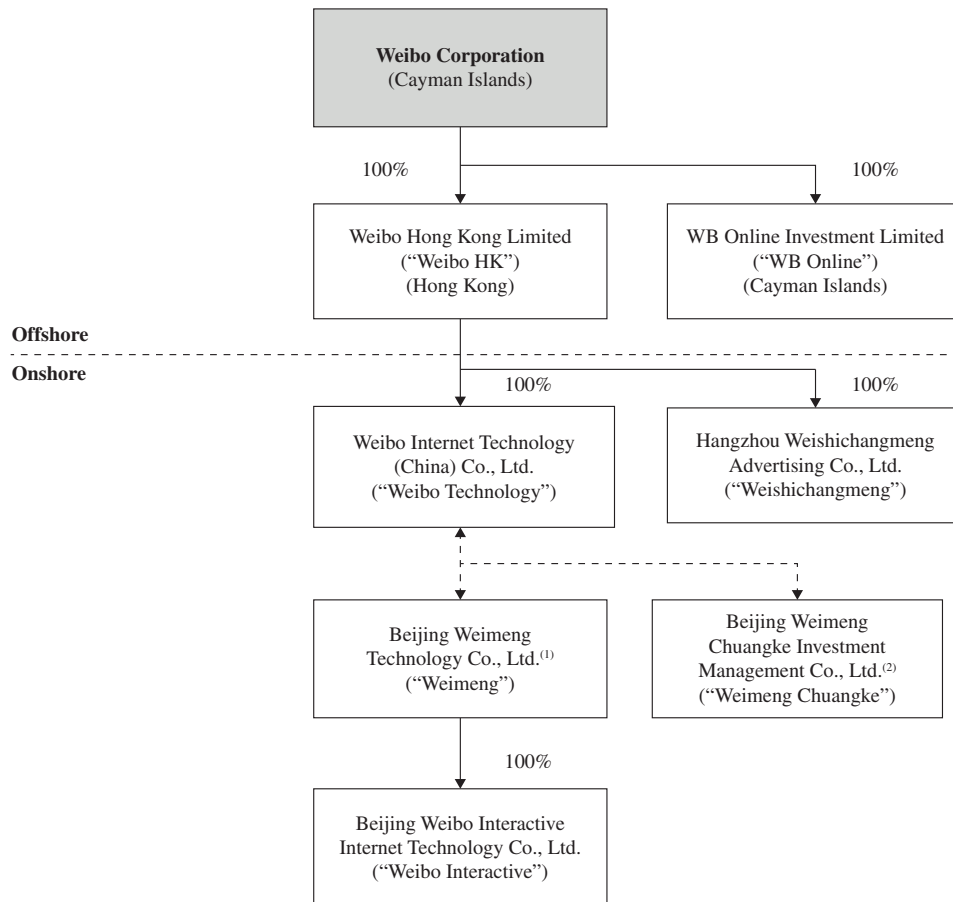 Weibo Corporation
(Cayman Islands)
100%
100%
Weibo Hong Kong Limited
(“Weibo HK”)
(Hong Kong)
WB Online Investment Limited
(“WB Online”)
(Cayman Islands)
Offshore
Onshore
100%
100%
Weibo Internet Technology
(China) Co., Ltd.
(“Weibo Technology”)
Hangzhou Weishichangmeng
Advertising Co., Ltd.
(“Weishichangmeng”)
Beijing Weimeng
Technology Co., Ltd.(1)
(“Weimeng”)
Beijing Weimeng
Chuangke Investment
Management Co., Ltd.(2)
(“Weimeng Chuangke”)
100%
Beijing Weibo Interactive
Internet Technology Co., Ltd.
(“Weibo Interactive”)